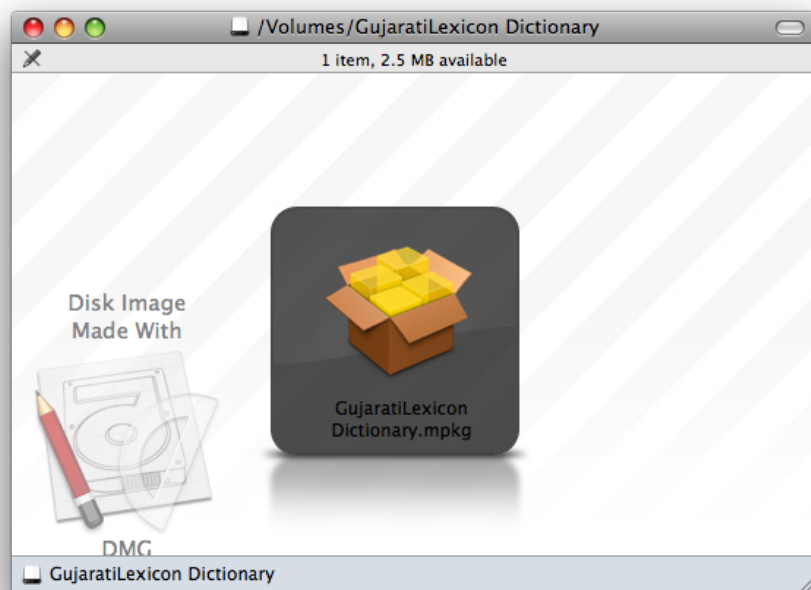 /Volumes/GujaratiLexicon Dictionary
1 item, 2.5 MB available
Disk Image
Made With
DMG
GujaratiLexicon
Dictionary.mpkg
GujaratiLexicon Dictionary